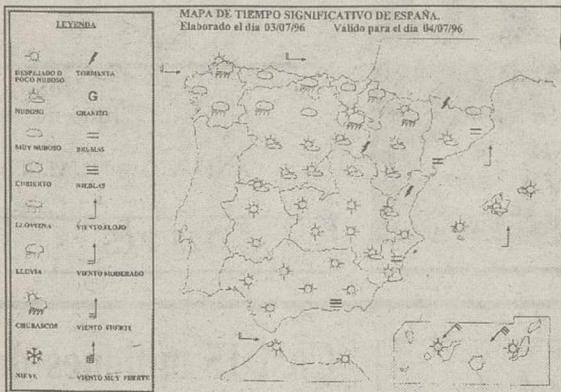 LEYENDA
DESPEJADO O
POCO NUBOSO
TORMENTA
NUBOSO
G
GRANIZO
MUY NUBOSO
BRUMAS
CUBIERTO
NIEBLAS
LLOVIZNA
VIENTO FLOJO
LLUVIA
VIENTO MODERADO
CHUBASCOS
VIENTO FUERTE
NIEVE
VIENTO MUY FUERTE
MAPA DE TIEMPO SIGNIFICATIVO DE ESPAÑA.
Elaborado el día 03/07/96 Válido para el día 04/07/96